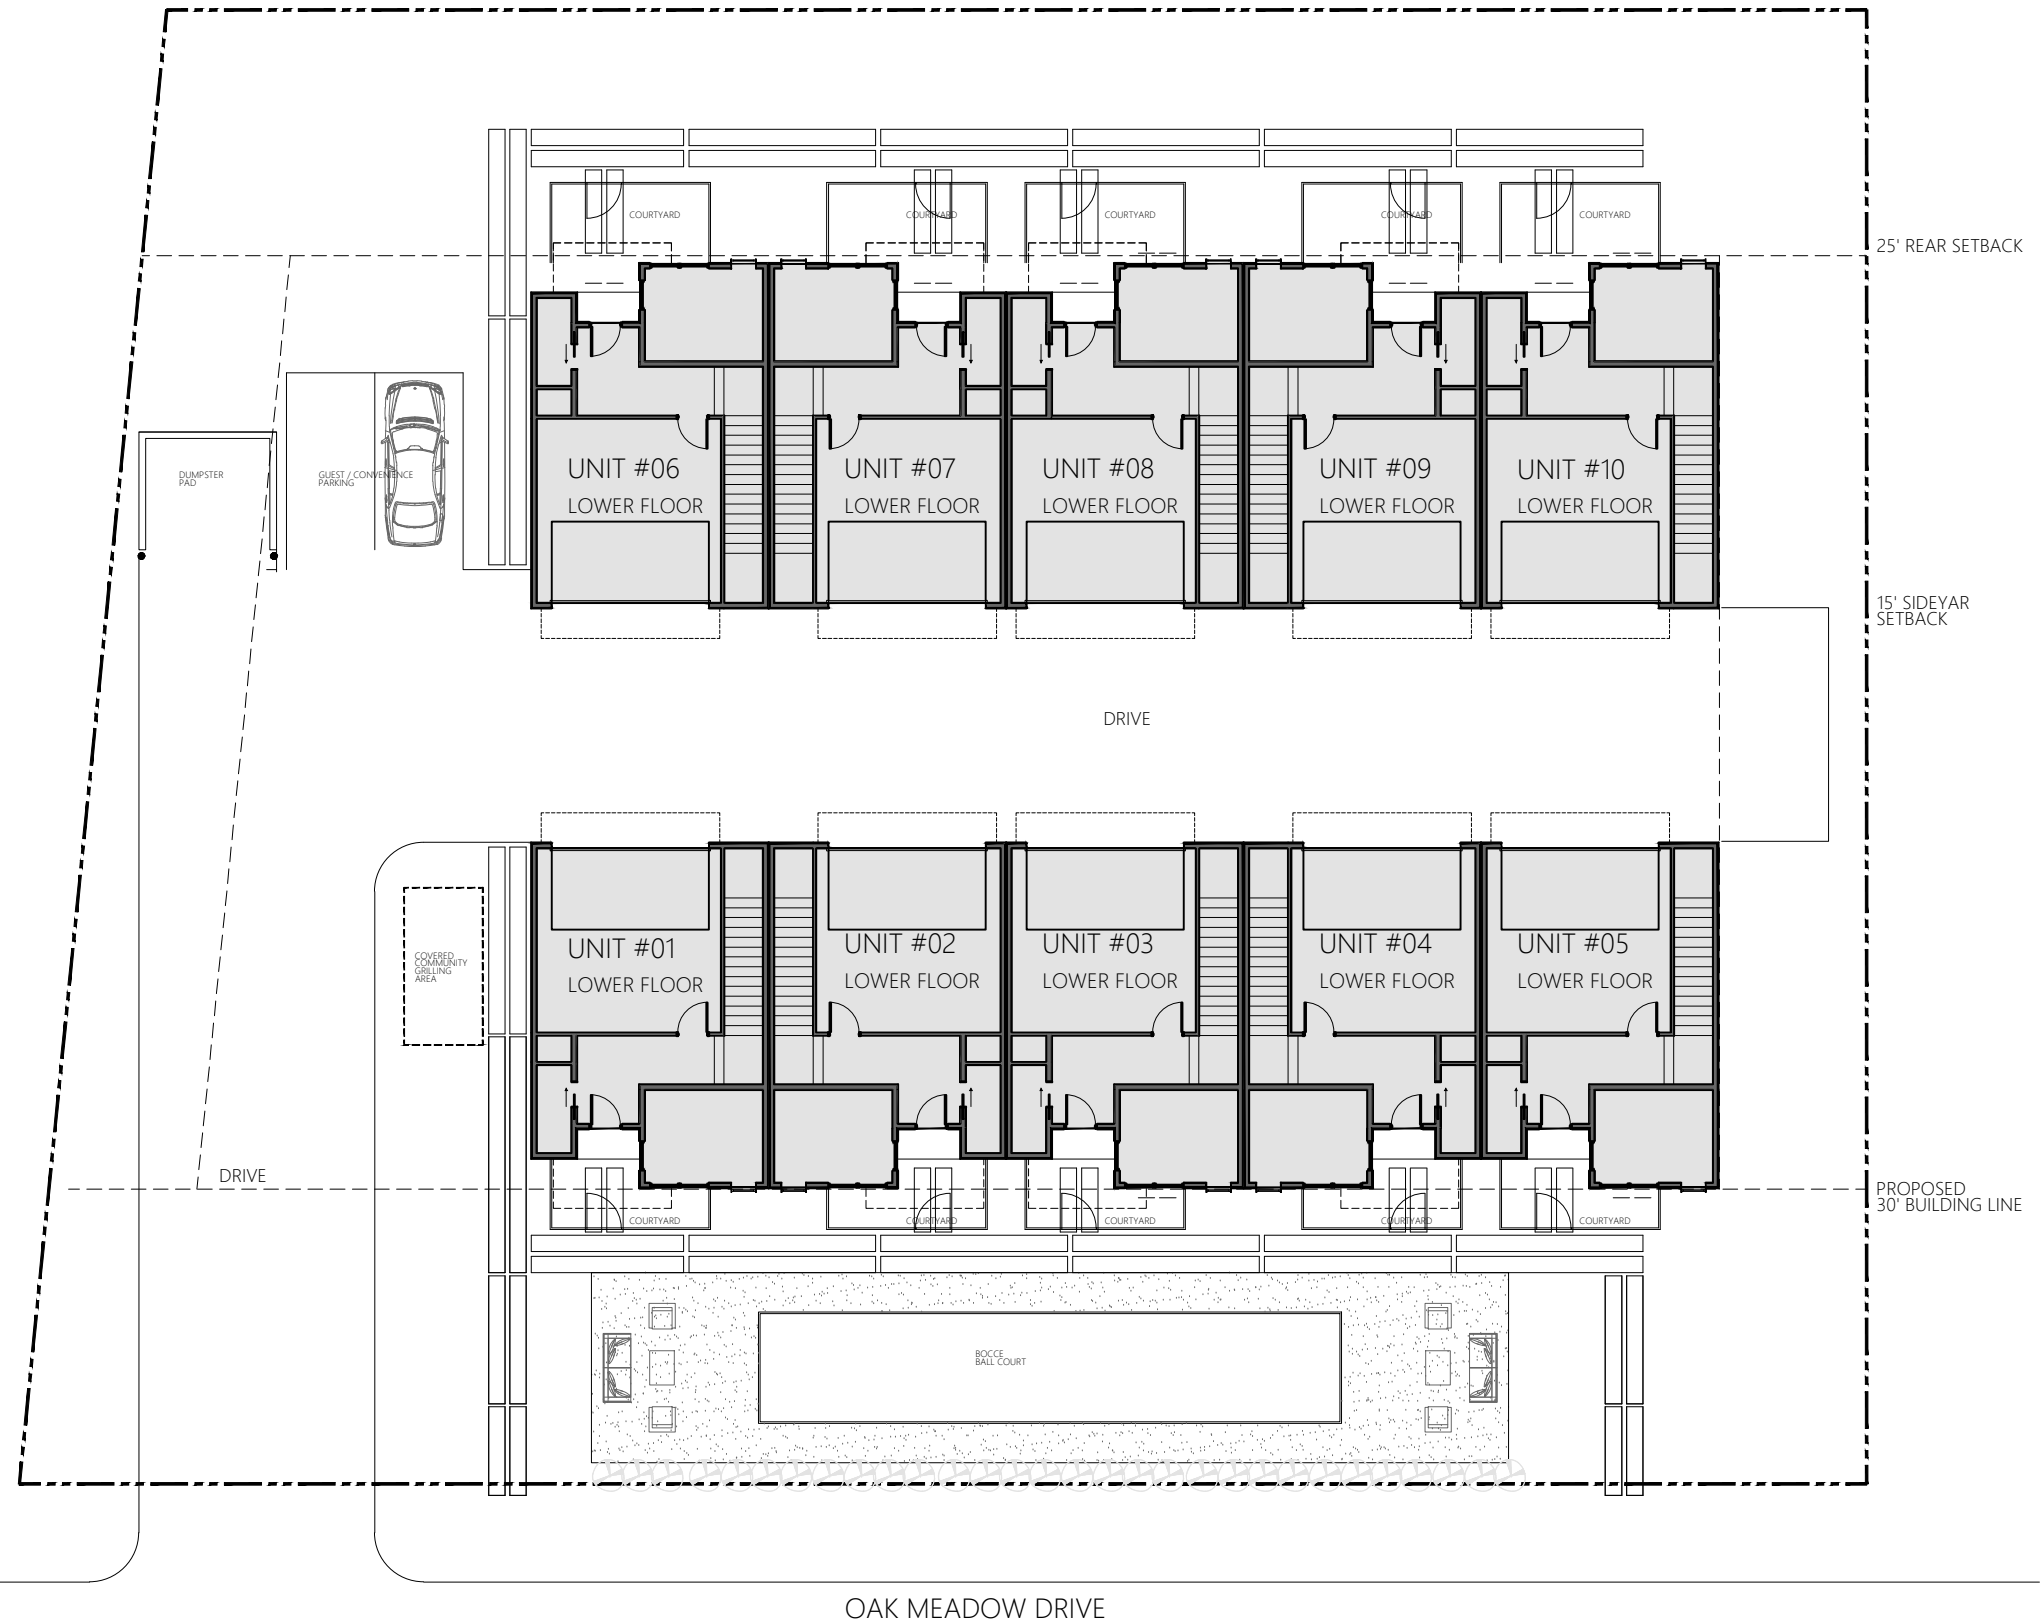 COURTYARD COURTYARD COURTYARD COURTYARD COURTYARD
25' REAR SETBACK
DUMPSTER
PAD
GUEST / CONVENIENCE
PARKING
UNIT #06
LOWER FLOOR
UNIT #07
LOWER FLOOR
UNIT #08
LOWER FLOOR
UNIT #09
LOWER FLOOR
UNIT #10
LOWER FLOOR
15' SIDEYAR
SETBACK
DRIVE
UNIT #01
LOWER FLOOR
UNIT #02
LOWER FLOOR
UNIT #03
LOWER FLOOR
UNIT #04
LOWER FLOOR
UNIT #05
LOWER FLOOR
COVERED
COMMUNITY
GRILLING
AREA
DRIVE
PROPOSED
30' BUILDING LINE
COURTYARD COURTYARD COURTYARD COURTYARD COURTYARD
BOCCE
BALL COURT
OAK MEADOW DRIVE